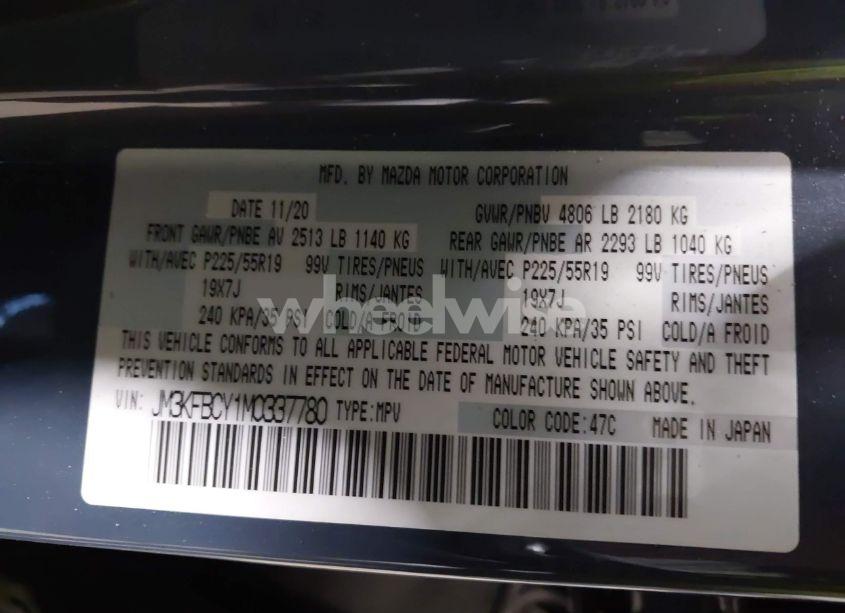 MFD. BY MAZDA MOTOR CORPORATION
DATE 11/20 GVWR/PNBV 4806 LB 2180 KG
FRONT GAWR/PNBE AV 2513 LB 1140 KG REAR GAWR/PNBE AR 2293 LB 1040 KG
WITH/AVEC P225/55R19 99V TIRES/PNEUS WITH/AVEC P225/55R19 99V TIRES/PNEUS
19X7J RIMS/JANTES 19X7J RIMS/JANTES
240 KPA/35 PSI COLD/A FROID 240 KPA/35 PSI COLD/A FROID
wheelwise
THIS VEHICLE CONFORMS TO ALL APPLICABLE FEDERAL MOTOR VEHICLE SAFETY AND THEFT
PREVENTION STANDARDS IN EFFECT ON THE DATE OF MANUFACTURE SHOWN ABOVE.
VIN: JM3KFBCY1M0337780 TYPE:MPV COLOR CODE:47C MADE IN JAPAN